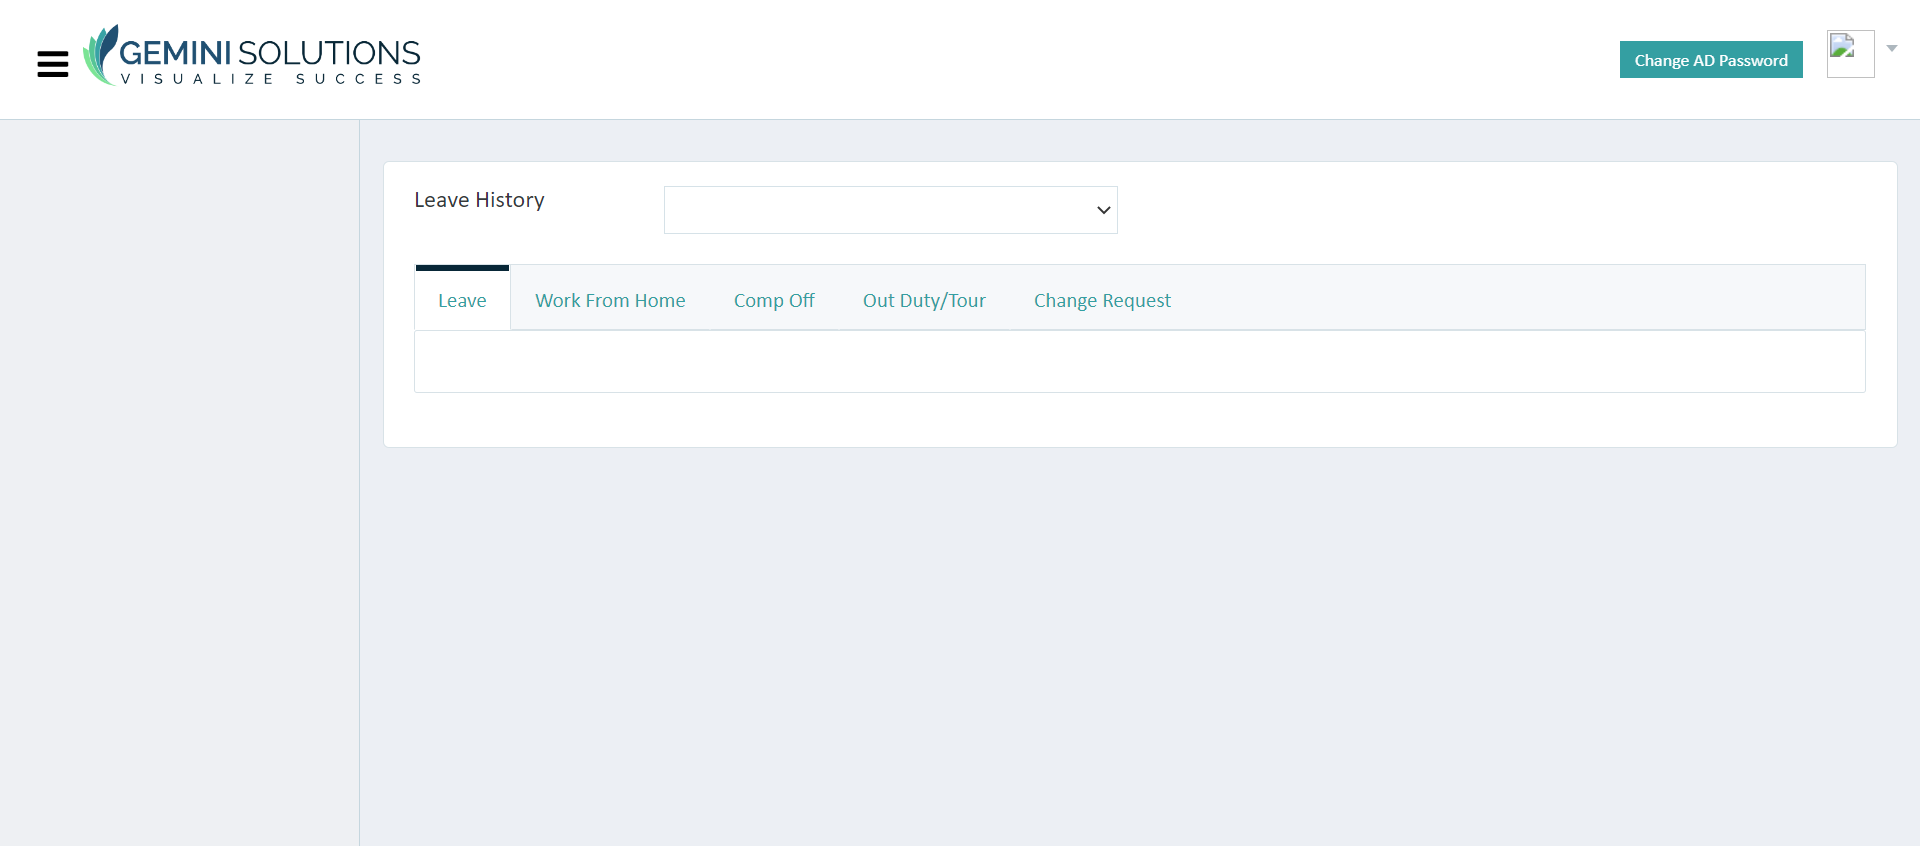 GEMINI SOLUTIONS
VISUALIZE SUCCESS
Change AD Password
Leave History
Leave
Work From Home
Comp Off
Out Duty/Tour
Change Request